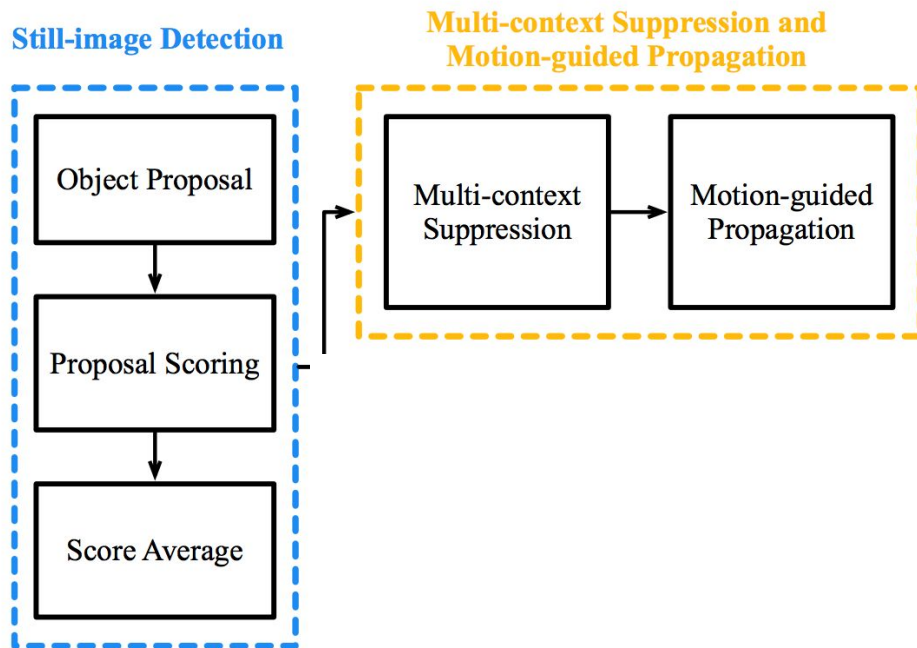 Still-image Detection
Object Proposal
Proposal Scoring
Score Average
Multi-context Suppression and
Motion-guided Propagation
Multi-context
Suppression
Motion-guided
Propagation